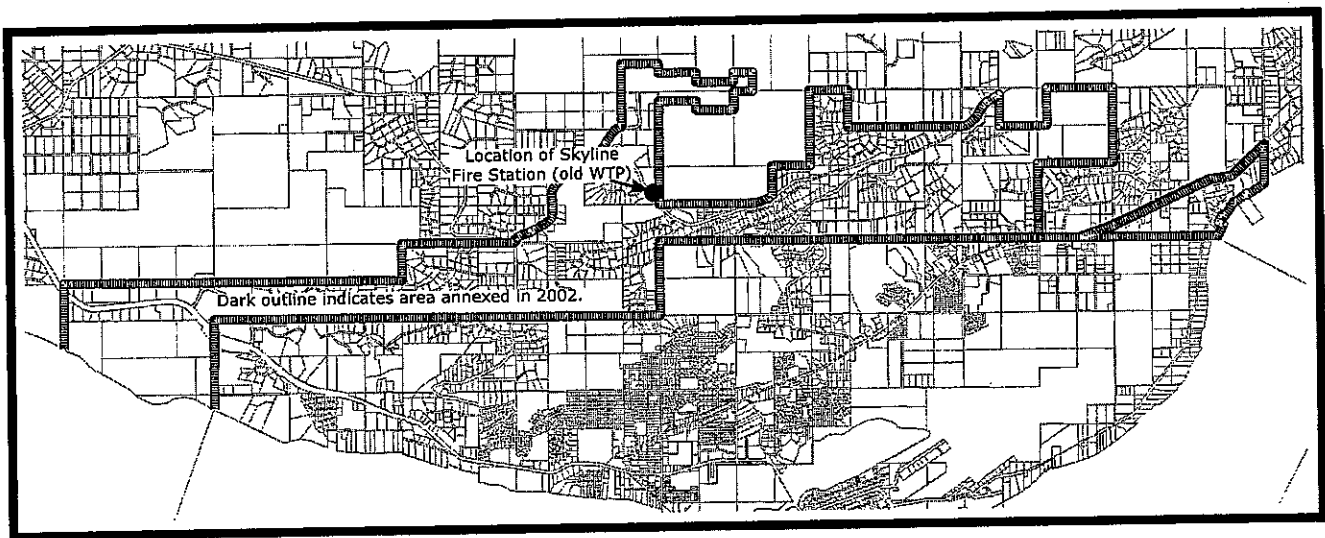 Location of Skyline
Fire Station (old WTP)
Dark outline indicates area annexed in 2002.